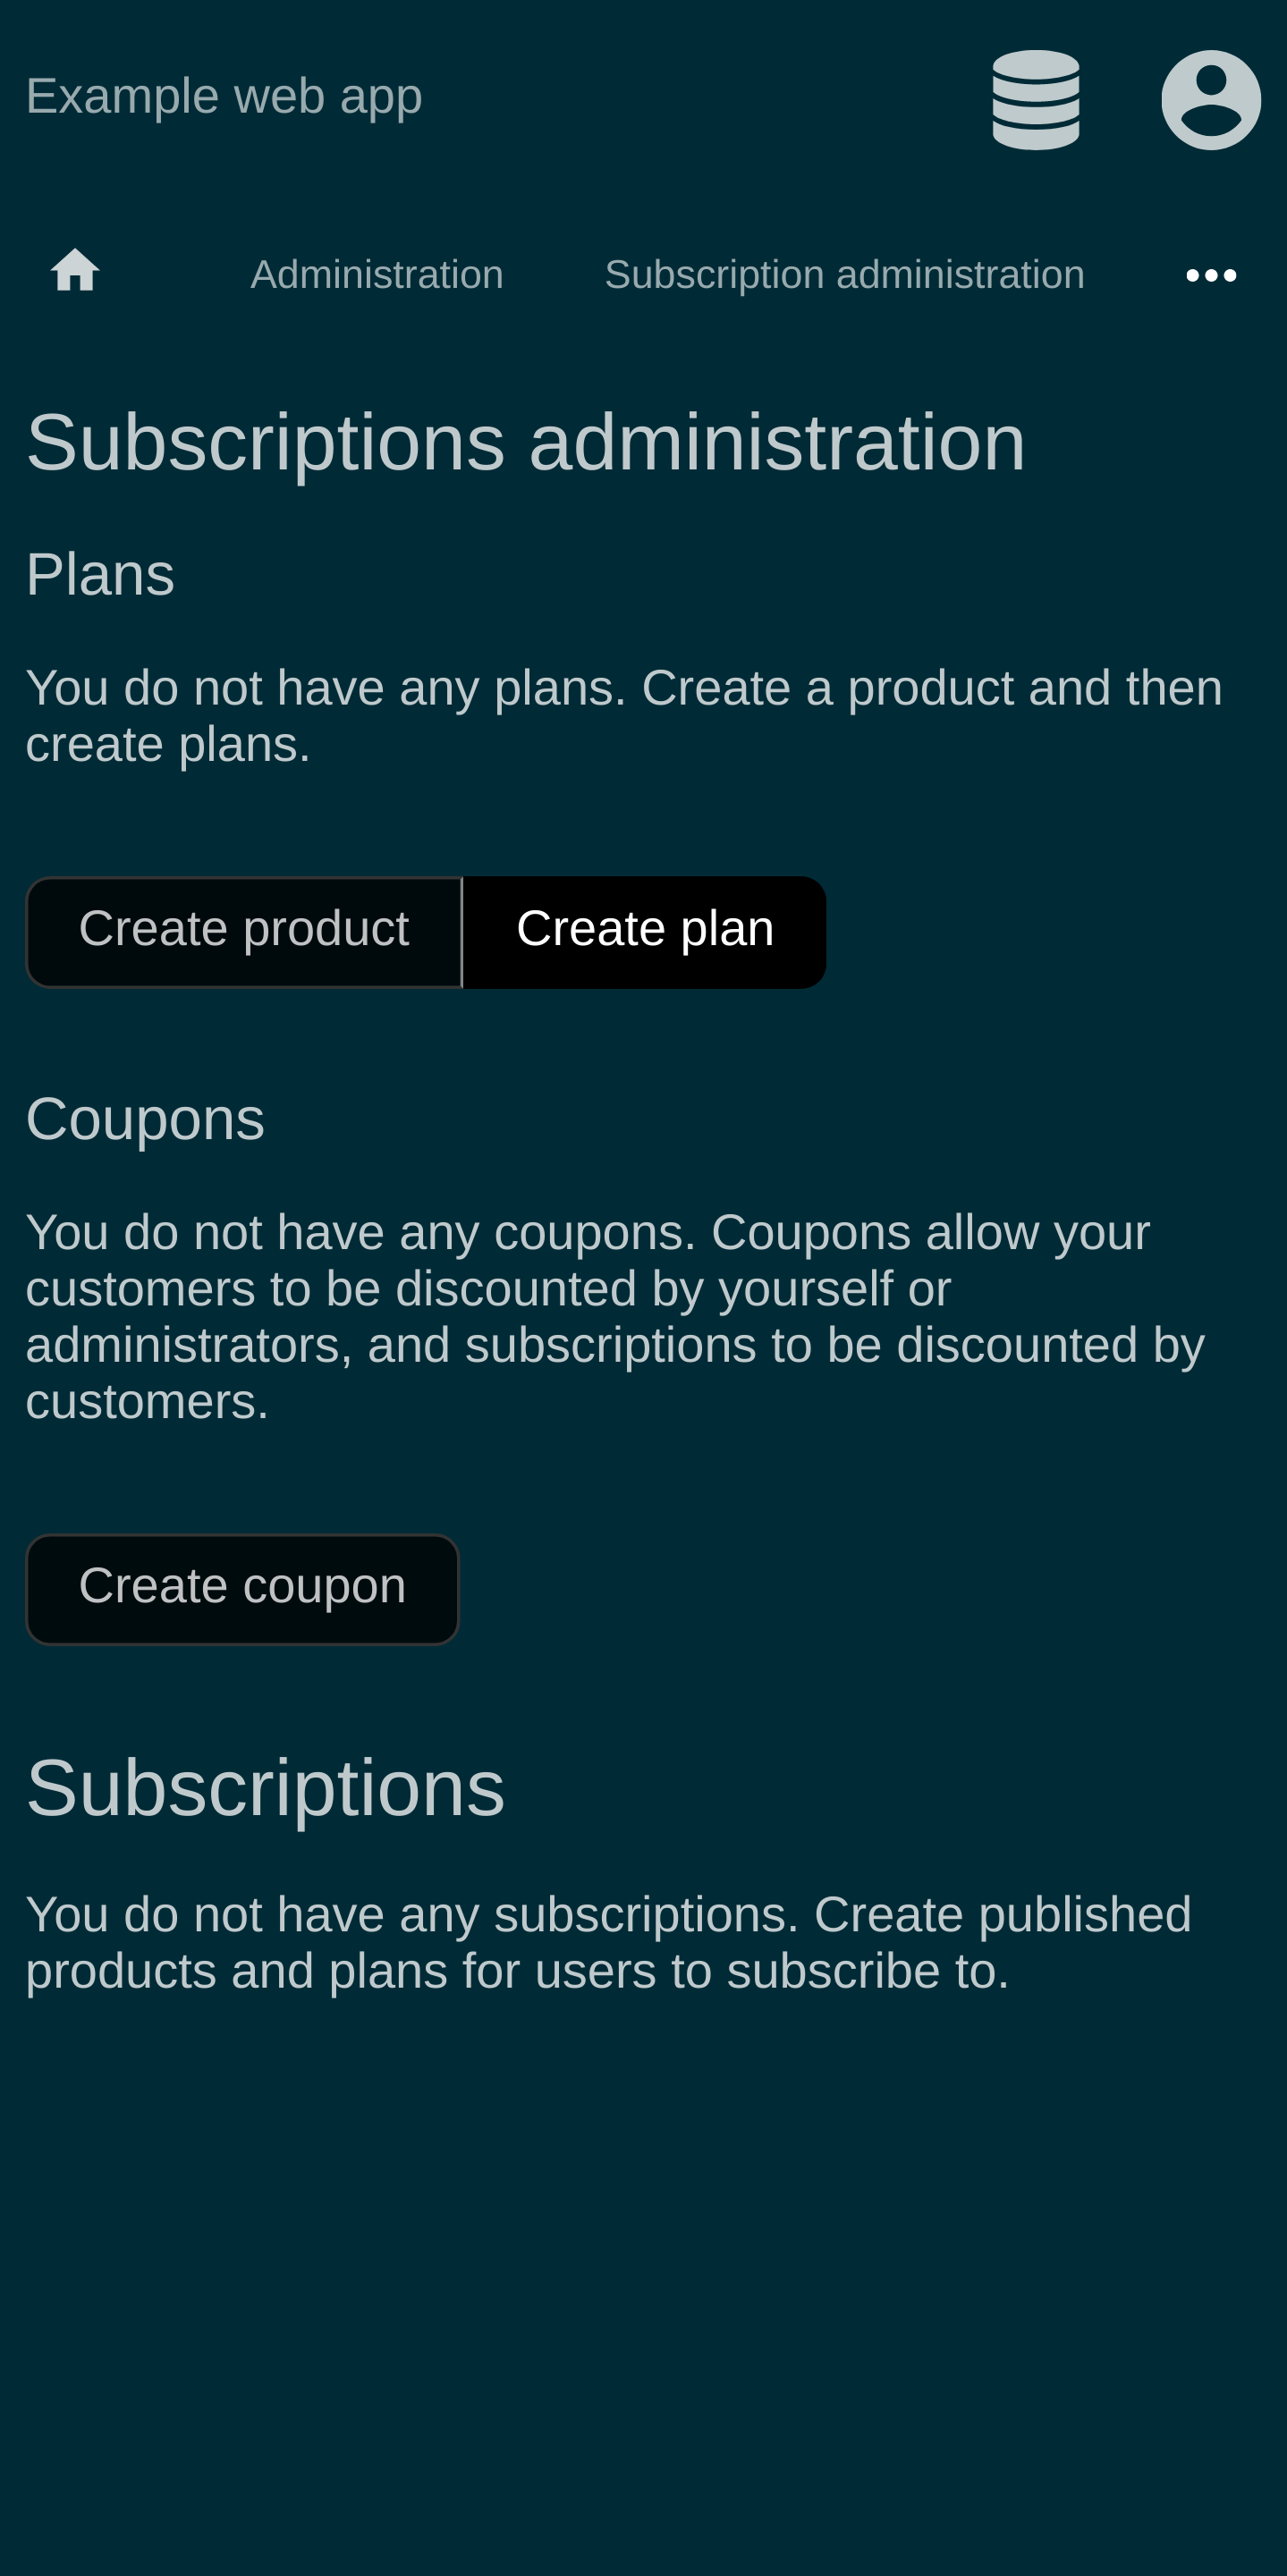 Example web app
Administration
Subscription administration
Subscriptions administration
Plans
You do not have any plans. Create a product and then
create plans.
Create product
Create plan
Coupons
You do not have any coupons. Coupons allow your
customers to be discounted by yourself or
administrators, and subscriptions to be discounted by
customers.
Create coupon
Subscriptions
You do not have any subscriptions. Create published
products and plans for users to subscribe to.